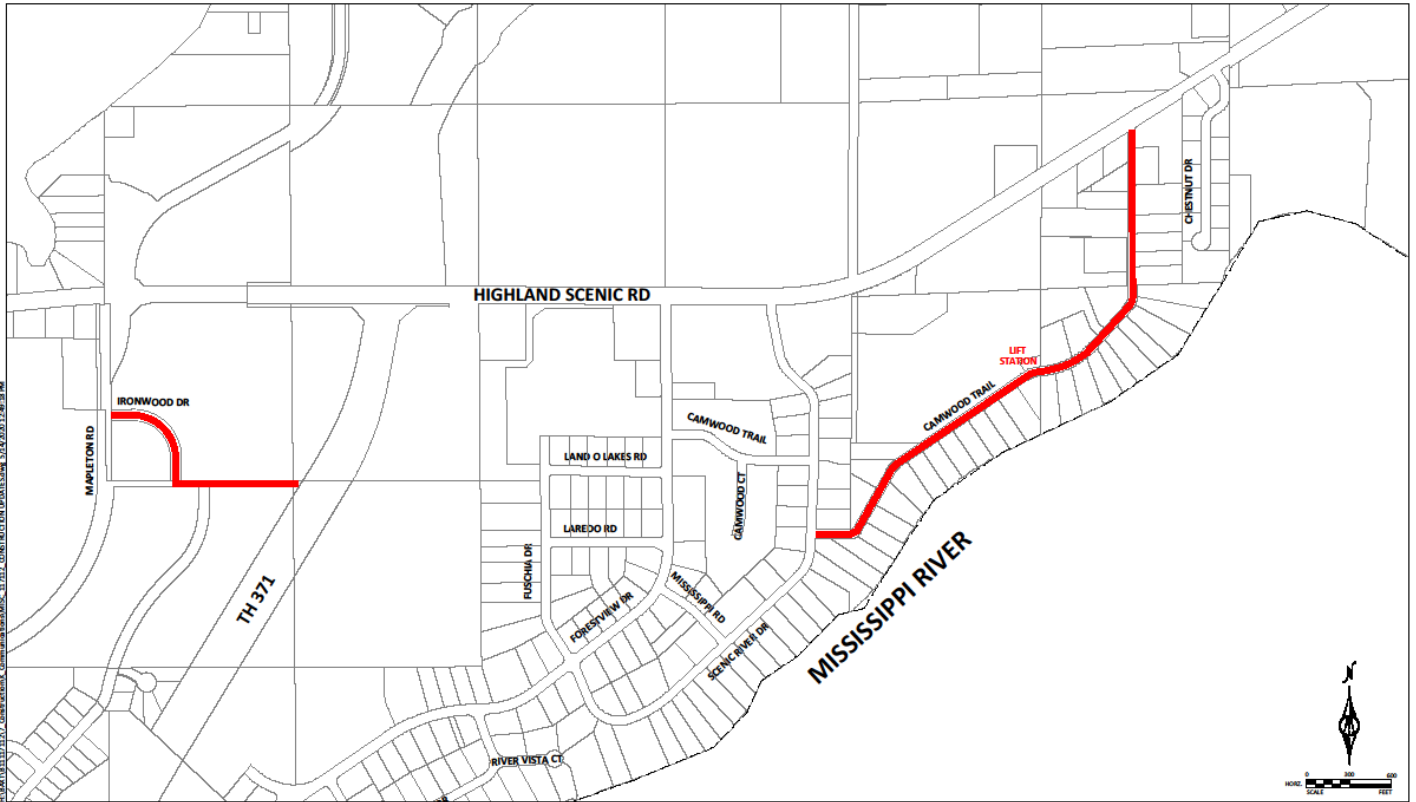 CHESTNUT DR
HIGHLAND SCENIC RD
LIFT
STATION
IRONWOOD DR
CAMWOOD TRAIL
MAPLETON RD
CAMWOOD TRAIL
LAND O LAKES RD
CAMWOOD CT
LAREDO RD
FUSCHIA DR
TH 371
MISSISSIPPI RD
FORESTVIEW DR
SCENIC RIVER DR
MISSISSIPPI RIVER
RIVER VISTA CT
N
0 300 600
HORZ.
SCALE FEET